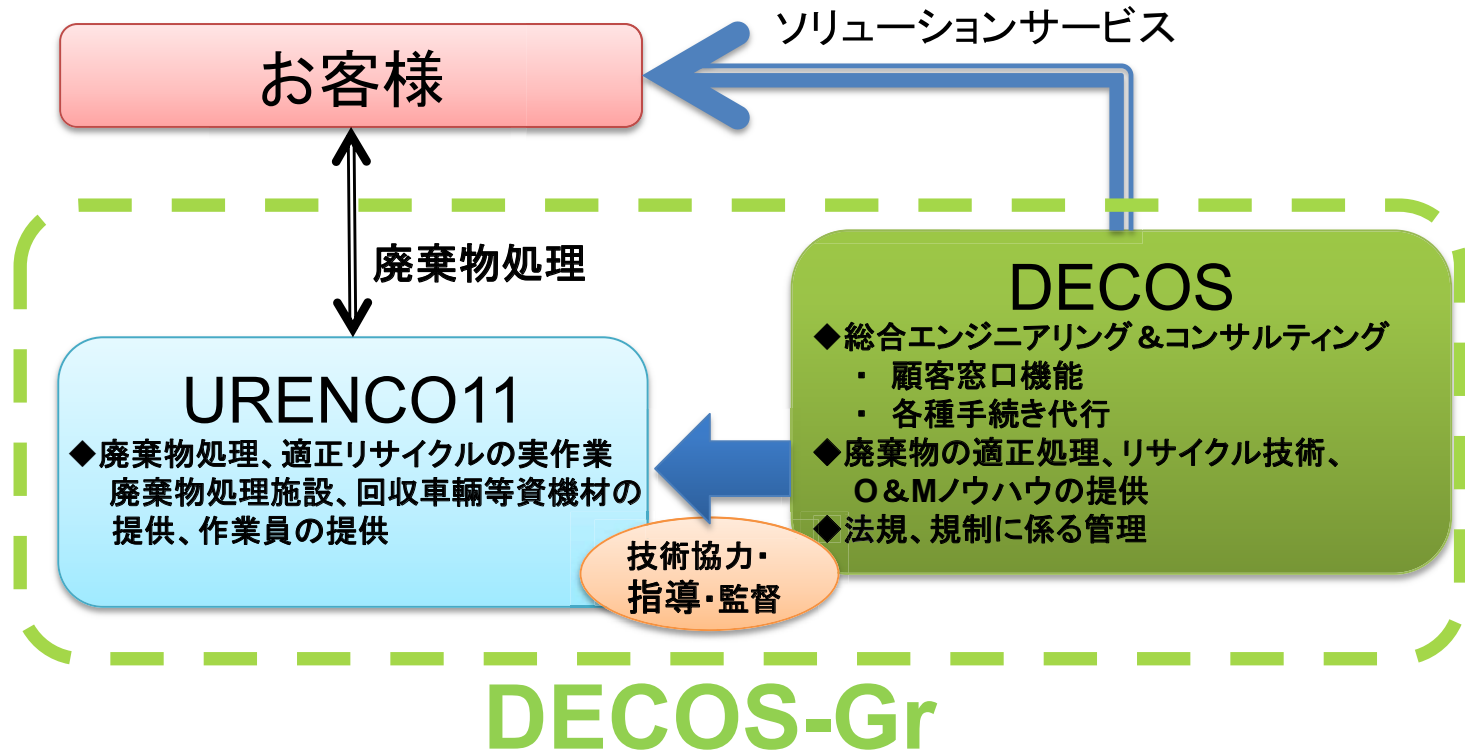 ソリューションサービス
お客様
廃棄物処理
DECOS
◆総合エンジニアリング&コンサルティング
・ 顧客窓口機能
・ 各種手続き代行
◆廃棄物の適正処理、リサイクル技術、
O&Mノウハウの提供
◆法規、規制に係る管理
URENCO11
◆廃棄物処理、適正リサイクルの実作業
廃棄物処理施設、回収車輛等資機材の
提供、作業員の提供
技術協力・
指導・監督
DECOS-Gr